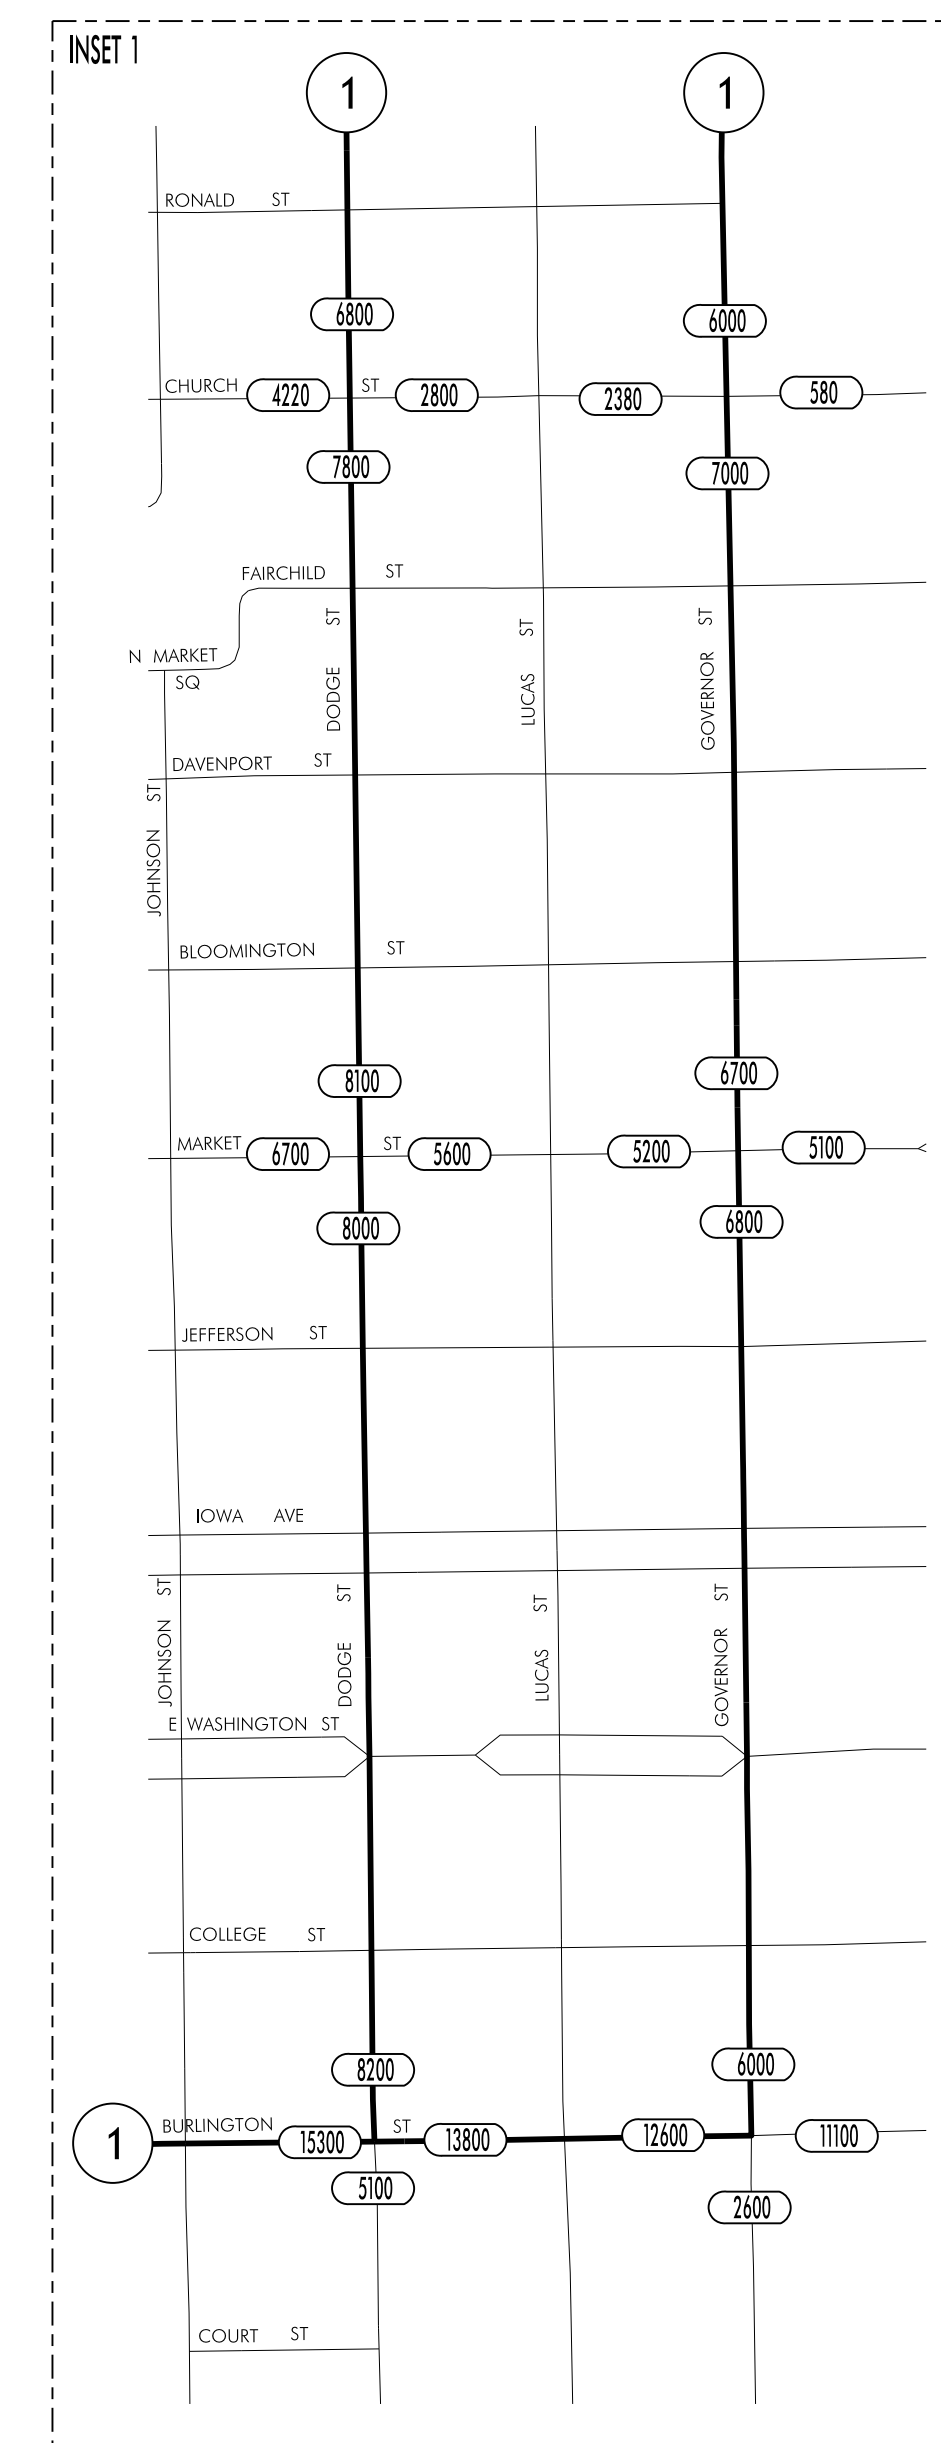 INSET 1
1 1
RONALD ST
6800 6000
CHURCH 4220 ST 2800 2380 580
7800 7000
FAIRCHILD ST
DODGE ST
LUCAS ST
GOVERNOR ST
N MARKET
SQ
DAVENPORT ST
JOHNSON ST
BLOOMINGTON ST
8100 6700
MARKET 6700 ST 5600 5200 5100
8000 6800
JEFFERSON ST
IOWA AVE
JOHNSON ST
DODGE ST
LUCAS ST
GOVERNOR ST
E WASHINGTON ST
COLLEGE ST
8200 6000
1 BURLINGTON 15300 ST 13800 12600 11100
5100 2600
COURT ST